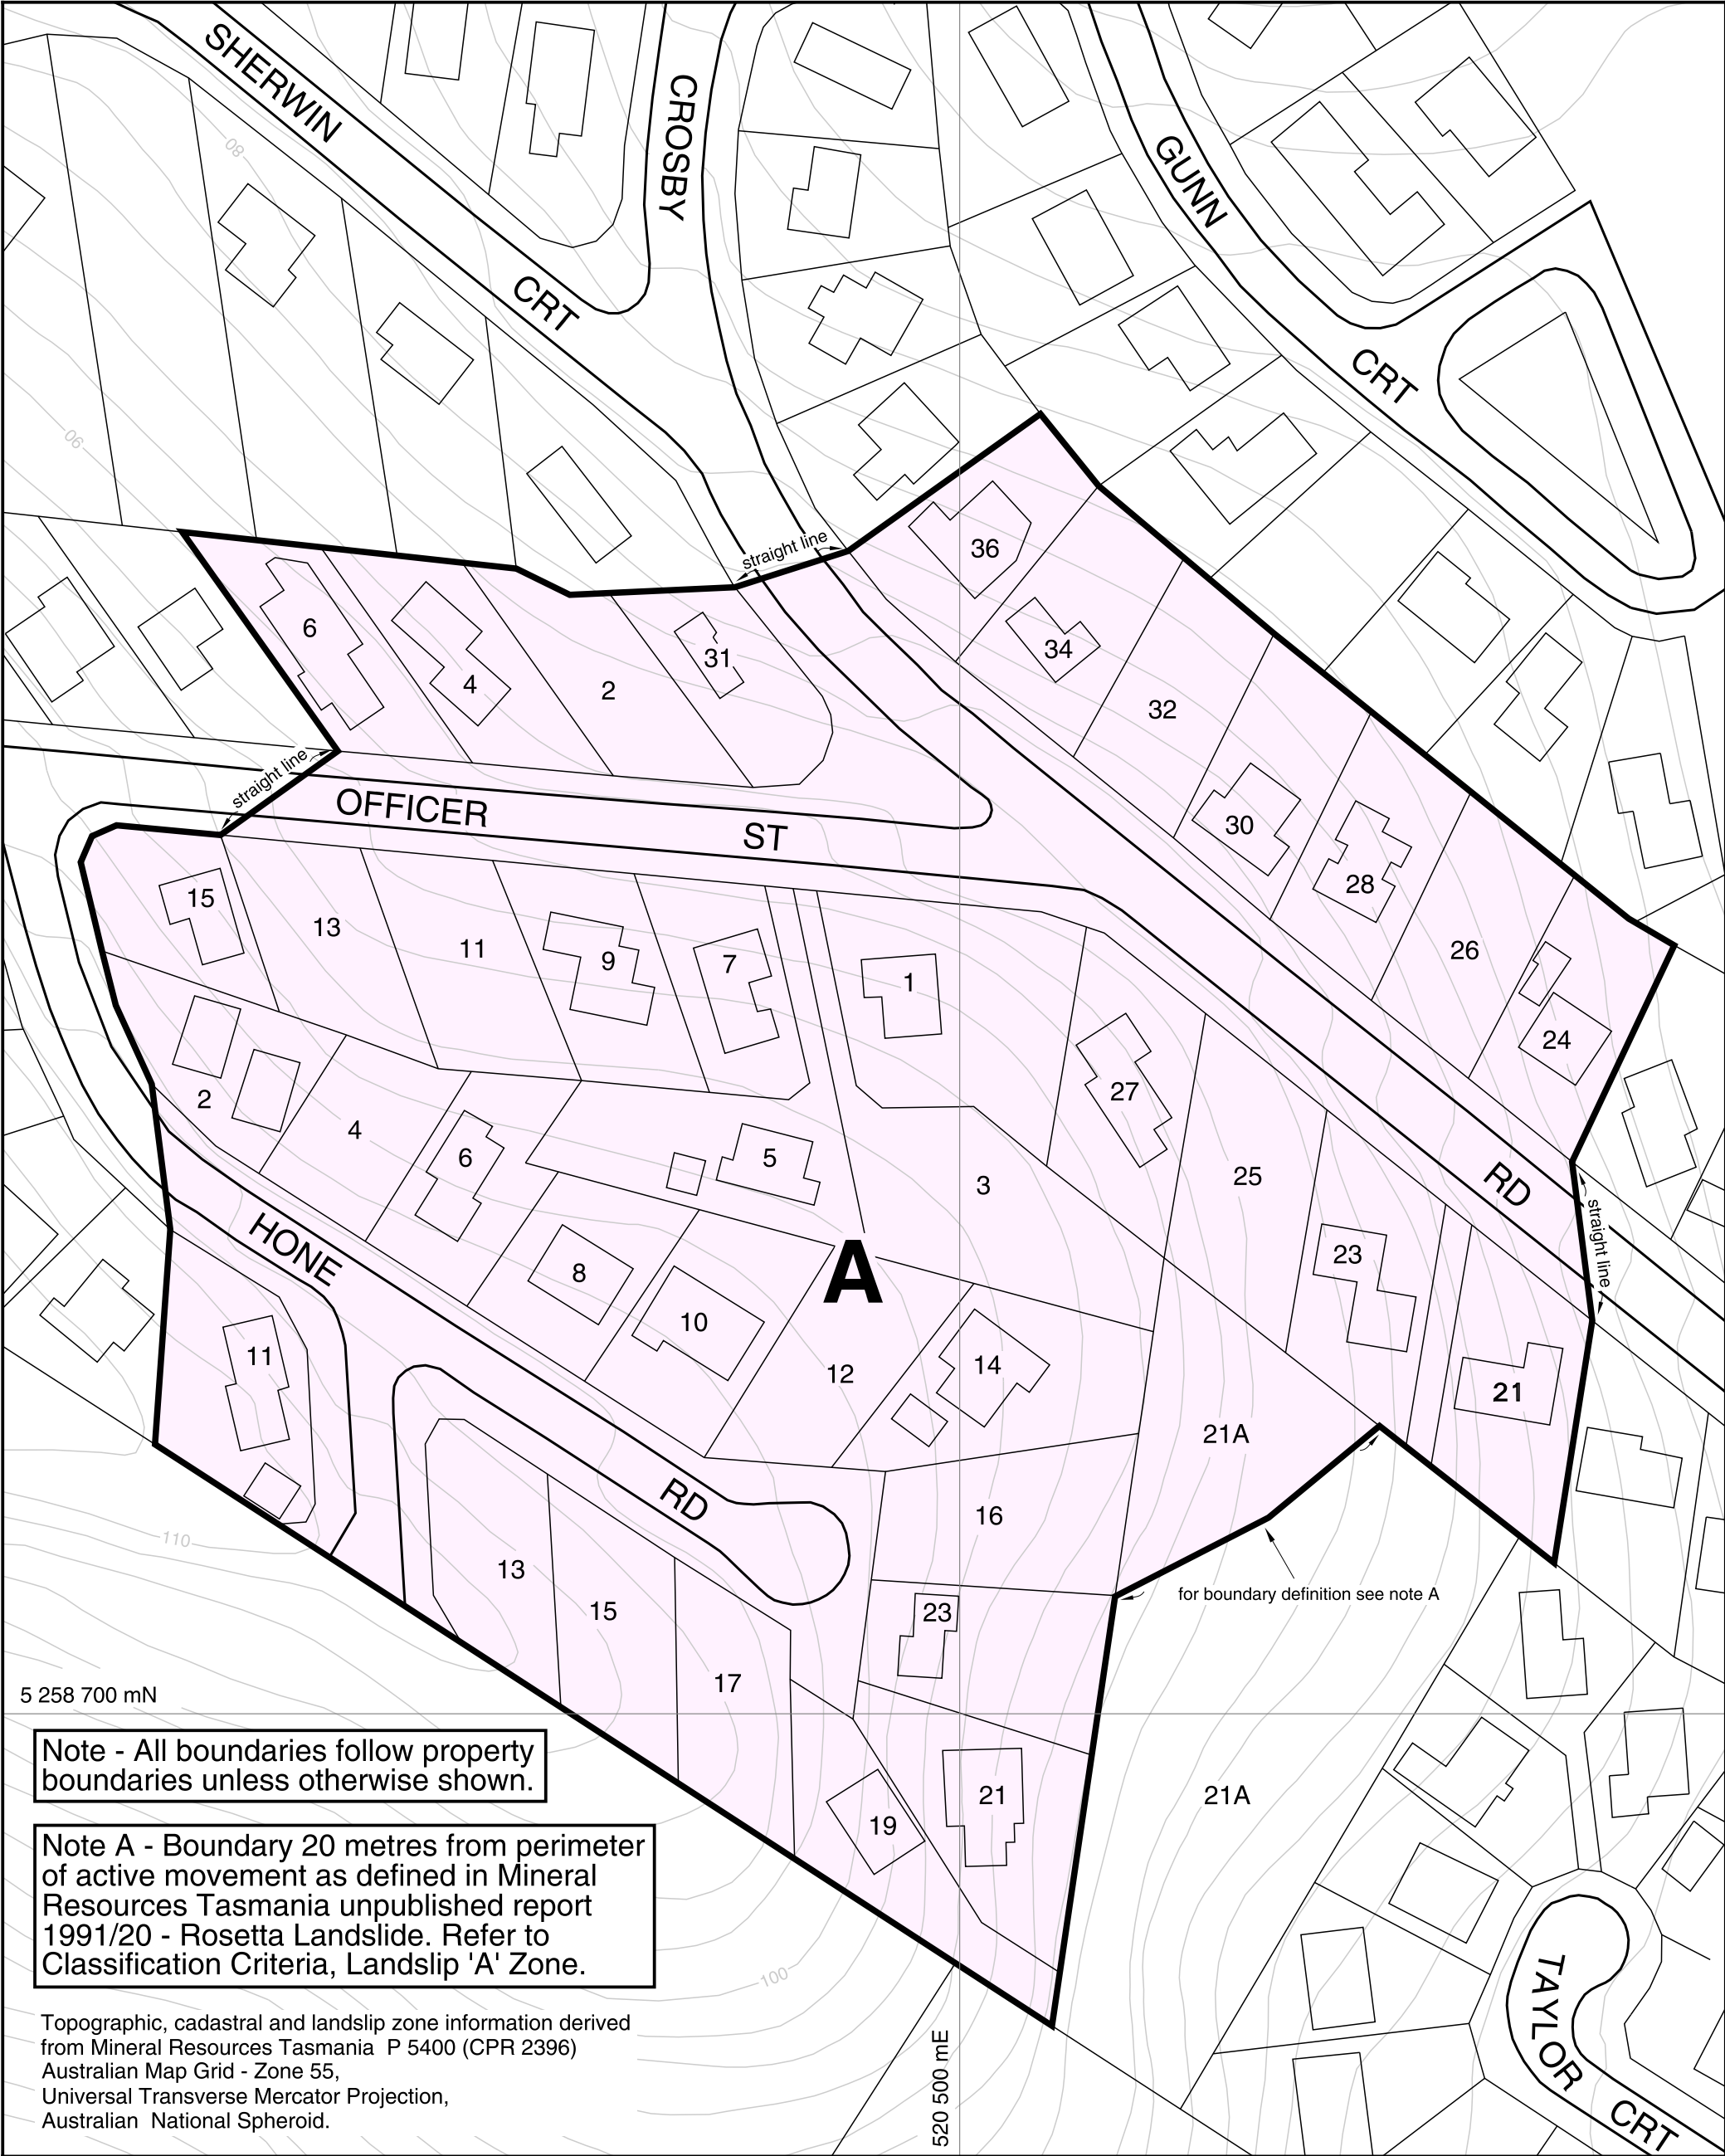 SHERWIN
CRT
CROSBY
GUNN
CRT
80
90
straight line
36
34
32
6
4
2
31
straight line
OFFICER
ST
30
28
26
24
15
13
11
9
7
1
27
2
4
6
5
3
25
RD
straight line
23
21
HONE
8
A
10
11
12
14
21A
RD
13
15
16
for boundary definition see note A
110
23
17
5 258 700 mN
21A
19
21
Note - All boundaries follow property
boundaries unless otherwise shown.
Note A - Boundary 20 metres from perimeter
of active movement as defined in Mineral
Resources Tasmania unpublished report
1991/20 - Rosetta Landslide. Refer to
Classification Criteria, Landslip 'A' Zone.
100
Topographic, cadastral and landslip zone information derived
from Mineral Resources Tasmania P 5400 (CPR 2396)
Australian Map Grid - Zone 55,
Universal Transverse Mercator Projection,
Australian National Spheroid.
520 500 mE
TAYLOR
CRT